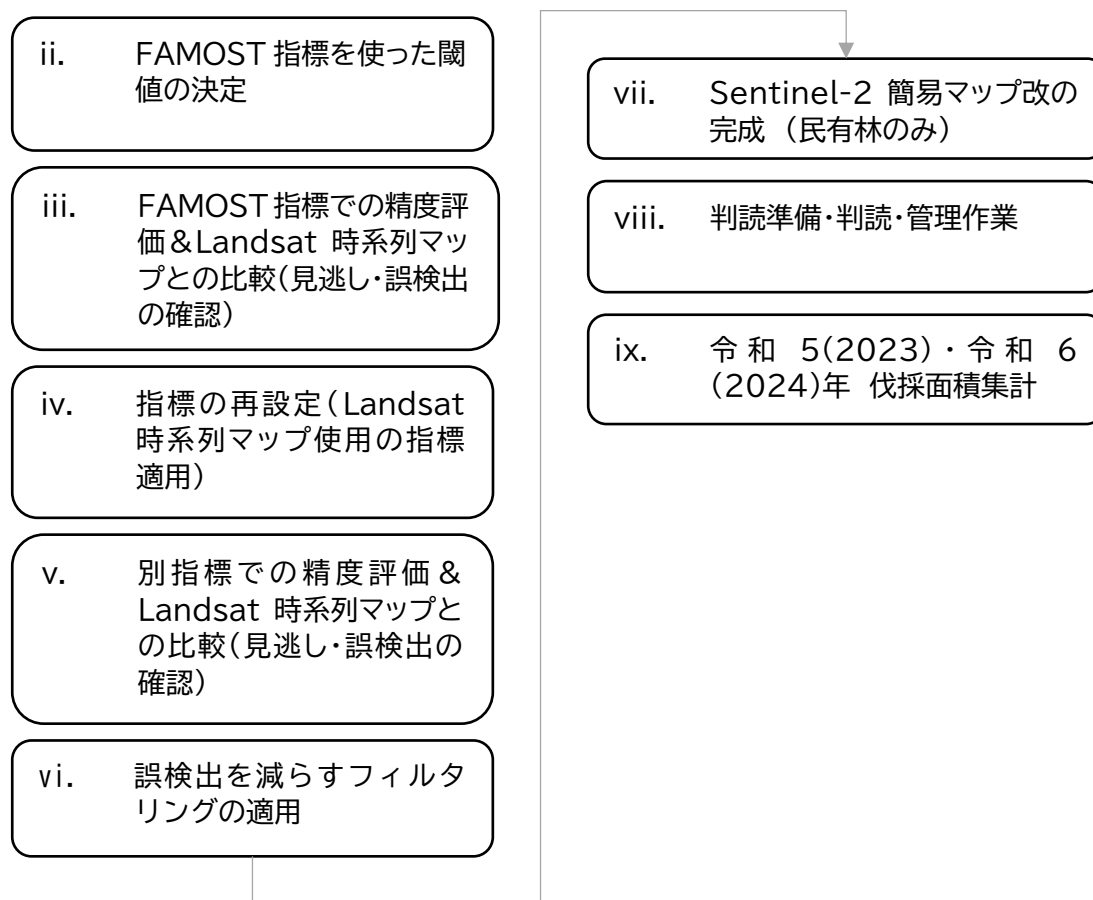 ii. FAMOST 指標を使った閾
値の決定
iii. FAMOST 指標での精度評
価&Landsat 時系列マッ
プとの比較(見逃し・誤検出
の確認)
iv. 指標の再設定(Landsat
時系列マップ使用の指標
適用)
v. 別指標での精度評価&
Landsat 時系列マップと
の比較(見逃し・誤検出の
確認)
vi. 誤検出を減らすフィルタ
リングの適用
vii. Sentinel-2 簡易マップ改の
完成 (民有林のみ)
viii. 判読準備・判読・管理作業
ix. 令和 5(2023)・令和 6
(2024)年 伐採面積集計